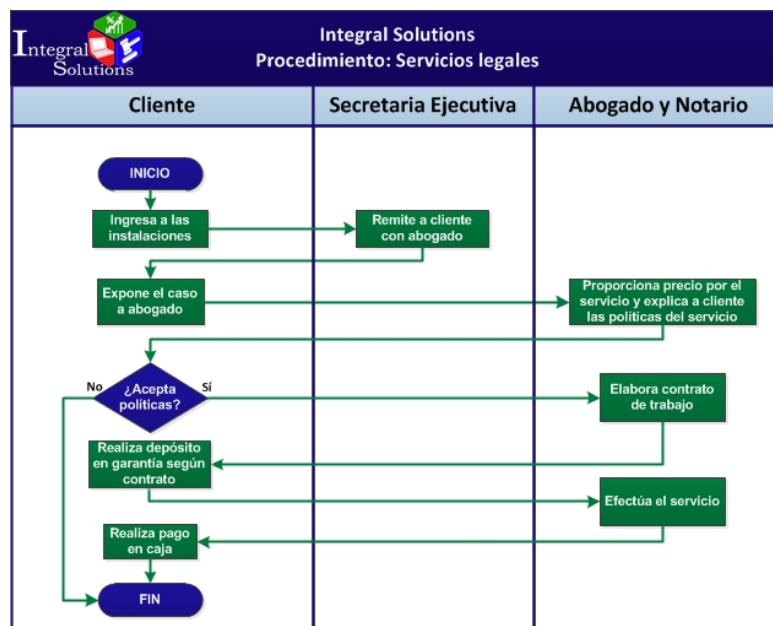 Integral
Solutions
Integral Solutions
Procedimiento: Servicios legales
Cliente
Secretaria Ejecutiva
Abogado y Notario
INICIO
Ingresa a las
instalaciones
Remite a cliente
con abogado
Expone el caso
a abogado
Proporciona precio por el
servicio y explica a cliente
las políticas del servicio
No
¿Acepta
políticas?
Sí
Elabora contrato
de trabajo
Realiza depósito
en garantía según
contrato
Efectúa el servicio
Realiza pago
en caja
FIN